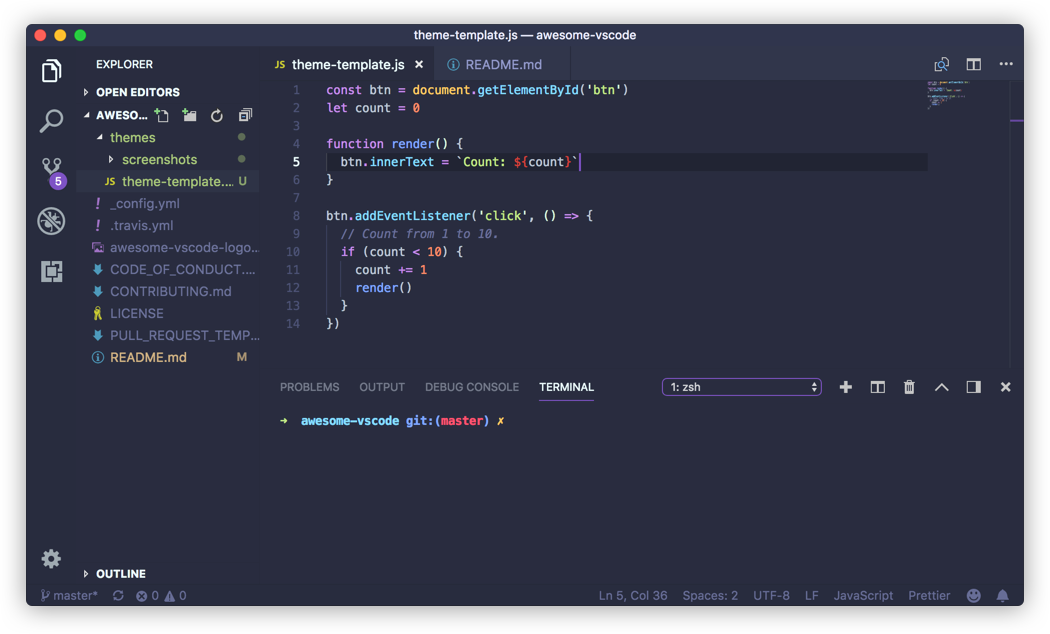 theme-template.js — awesome-vscode
EXPLORER
OPEN EDITORS
AWESO...
themes
screenshots
JS theme-template.... U
! _config.yml
! .travis.yml
awesome-vscode-logo...
CODE_OF_CONDUCT....
CONTRIBUTING.md
LICENSE
PULL_REQUEST_TEMP...
README.md M
5
OUTLINE
JS theme-template.js
README.md
1 const btn = document.getElementById('btn')
2 let count = 0
3
4 function render() {
5 btn.innerText = `Count: ${count}`
6 }
7
8 btn.addEventListener('click', () => {
9 // Count from 1 to 10.
10 if (count < 10) {
11 count += 1
12 render()
13 }
14 })
PROBLEMS OUTPUT DEBUG CONSOLE TERMINAL 1: zsh
➜ awesome-vscode git:(master) ✗
master* 0 0 Ln 5, Col 36 Spaces: 2 UTF-8 LF JavaScript Prettier